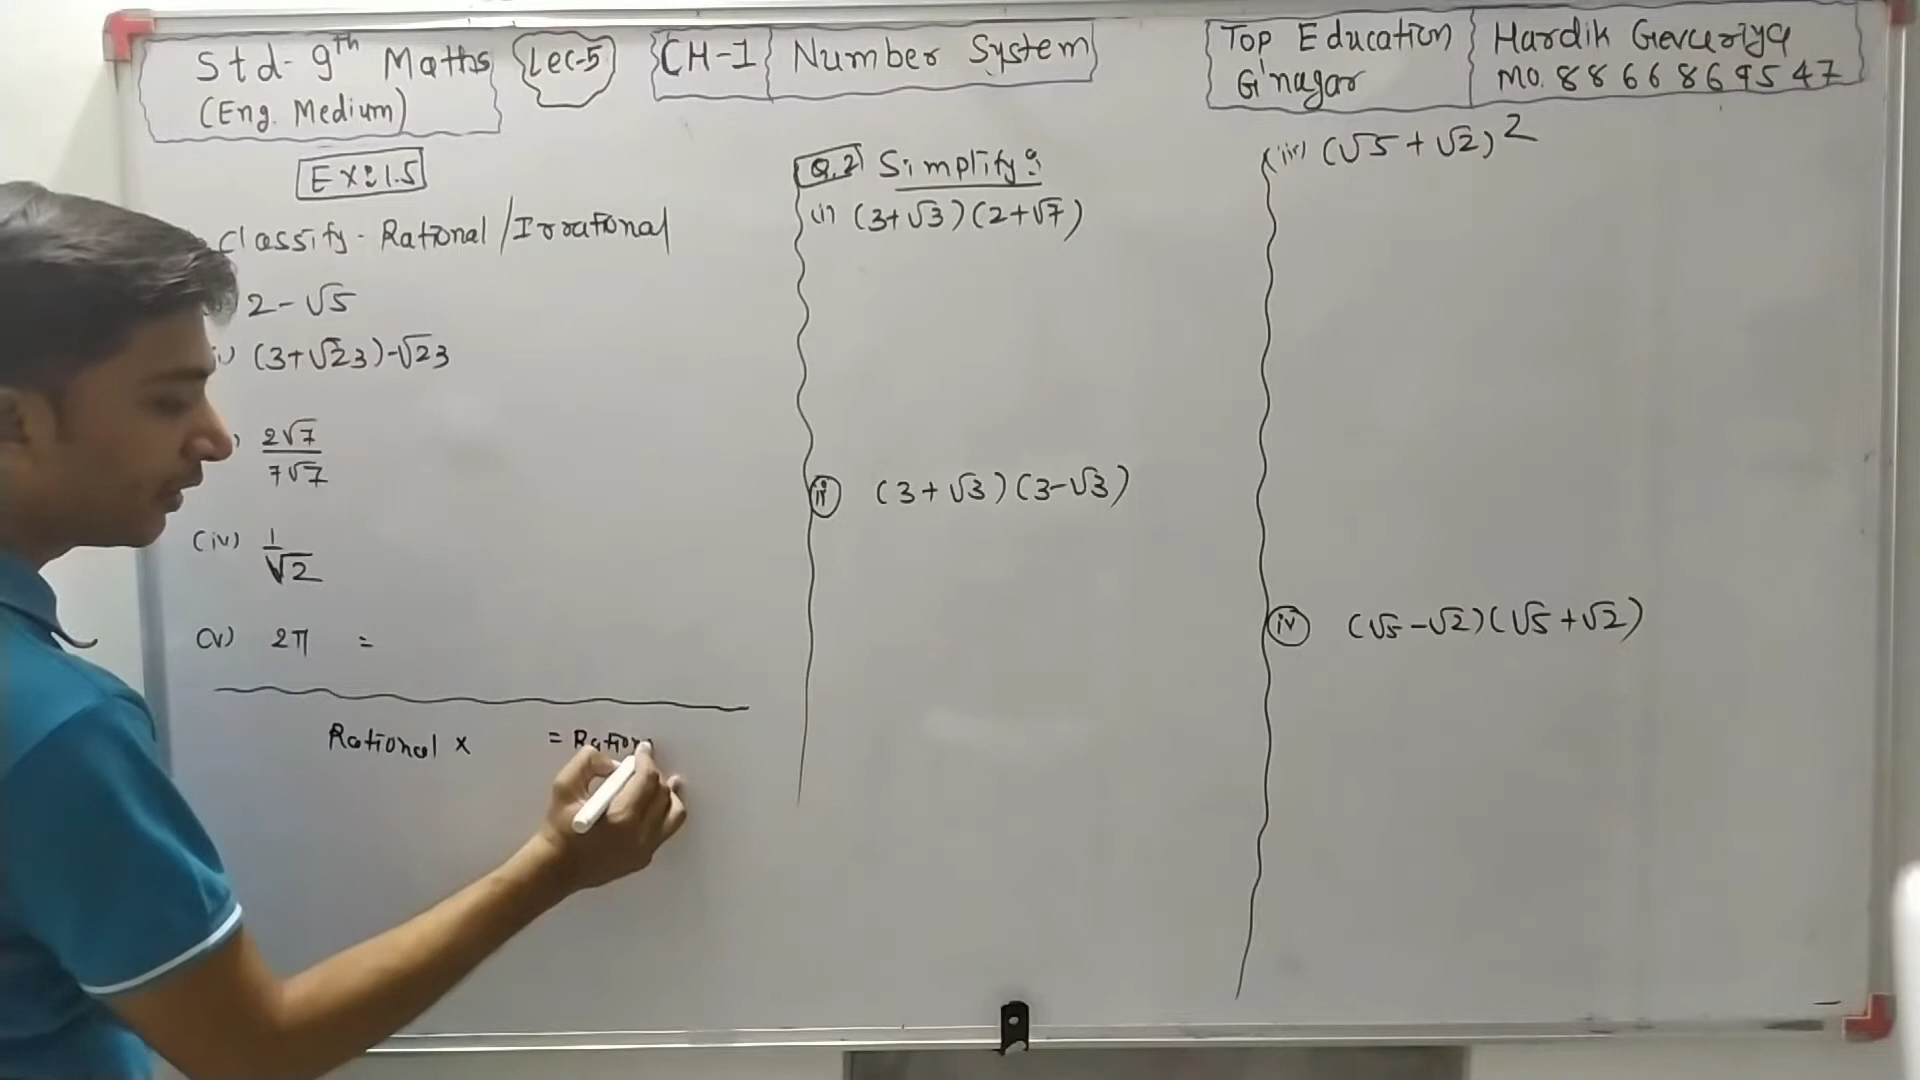 Std- 9th Maths
(Eng. Medium)
Lec-5
CH-1 Number System
Top Education
G'nagar
Hardik Gevariya
Mo. 8866869547
Ex:1.5
Classify - Rational / Irrational
2-√5
(3+√23)-√23
2√7
7√7
(iv) 1
√2
(v) 2π =
Rational x = Ration
Q.2 Simplify:
(i) (3+√3)(2+√7)
ii (3+√3)(3-√3)
(iii) (√5+√2)2
iv (√5-√2)(√5+√2)